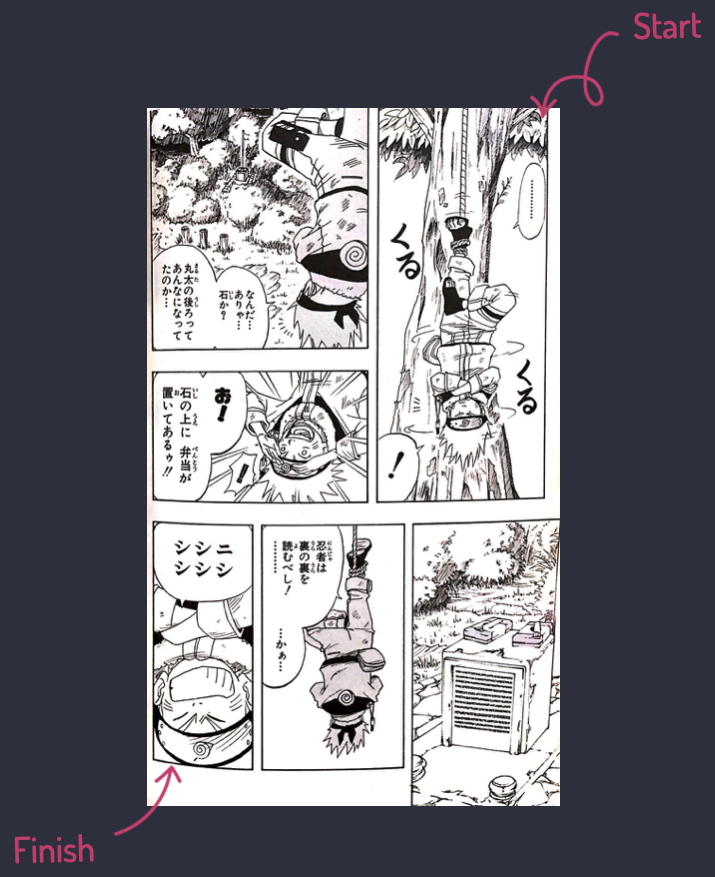 Start
…………
くる
くる
！
なんだ…
ありゃ…
石か？
丸太の後ろって
あんなになって
たのか…
お！
石の上に 弁当が
置いてあるゥ!!
！
忍者は
裏の裏を
読むべし！
…………
…かぁ…
ニシ
シシ
シシ
Finish